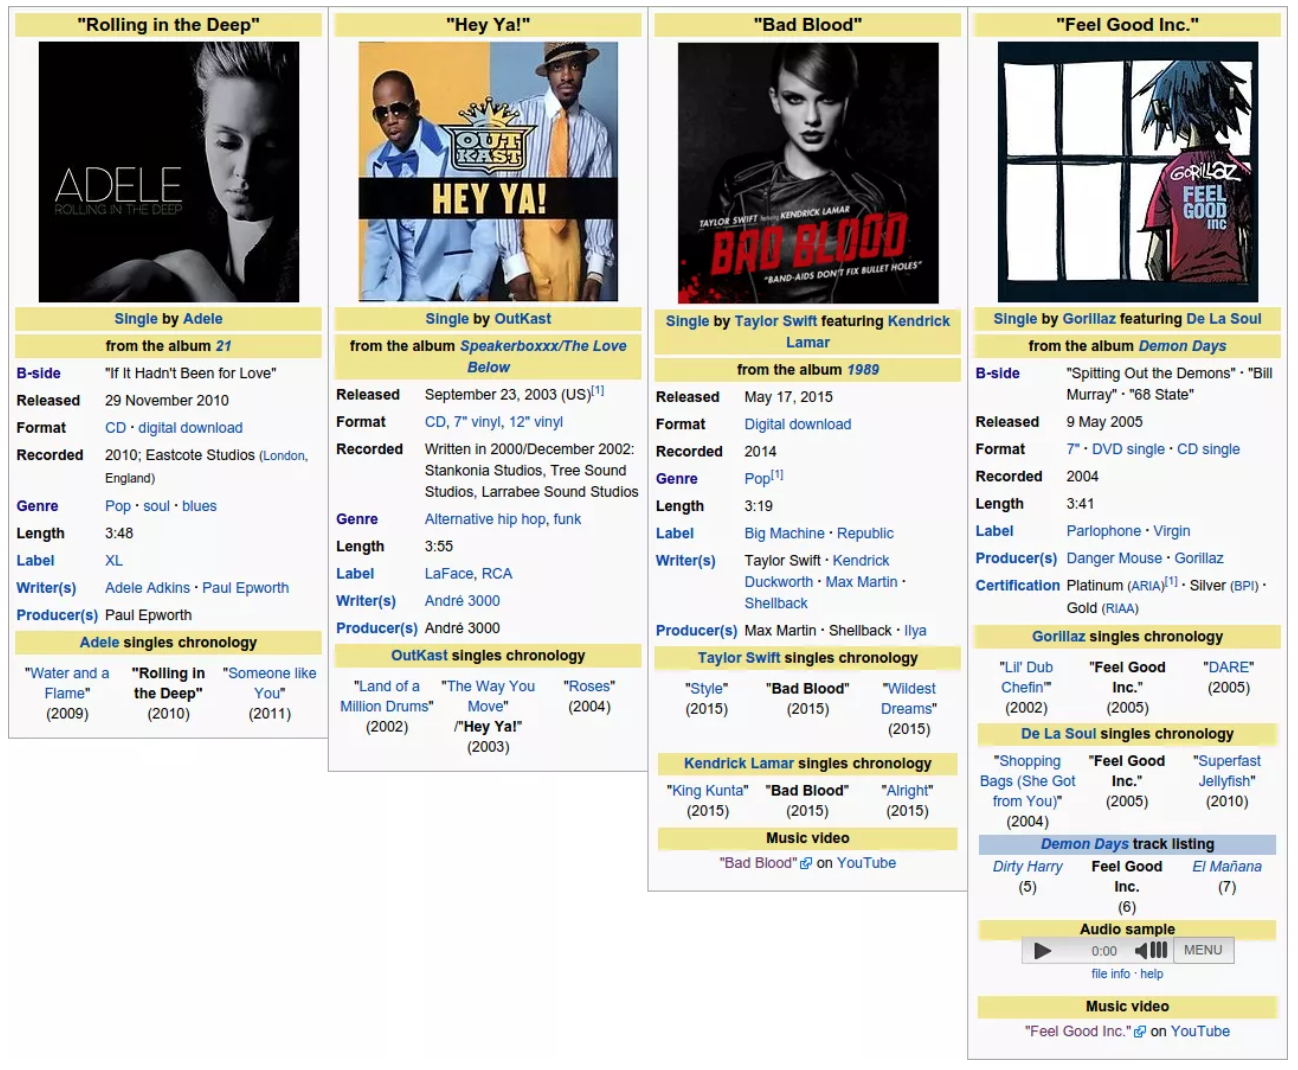 "Rolling in the Deep"
ADELE
ROLLING IN THE DEEP
Single by Adele
from the album 21
B-side "If It Hadn't Been for Love"
Released 29 November 2010
Format CD · digital download
Recorded 2010; Eastcote Studios (London,
England)
Genre Pop · soul · blues
Length 3:48
Label XL
Writer(s) Adele Adkins · Paul Epworth
Producer(s) Paul Epworth
Adele singles chronology
"Water and a "Rolling in "Someone like
Flame" the Deep" You"
(2009) (2010) (2011)
"Hey Ya!"
OUT
KAST
HEY YA!
Single by OutKast
from the album Speakerboxxx/The Love
Below
Released September 23, 2003 (US)[1]
Format CD, 7" vinyl, 12" vinyl
Recorded Written in 2000/December 2002:
Stankonia Studios, Tree Sound
Studios, Larrabee Sound Studios
Genre Alternative hip hop, funk
Length 3:55
Label LaFace, RCA
Writer(s) André 3000
Producer(s) André 3000
OutKast singles chronology
"Land of a "The Way You "Roses"
Million Drums" Move" (2004)
(2002) /"Hey Ya!"
(2003)
"Bad Blood"
TAYLOR SWIFT featuring KENDRICK LAMAR
BAD BLOOD
"BAND-AIDS DON'T FIX BULLET HOLES"
Single by Taylor Swift featuring Kendrick
Lamar
from the album 1989
Released May 17, 2015
Format Digital download
Recorded 2014
Genre Pop[1]
Length 3:19
Label Big Machine · Republic
Writer(s) Taylor Swift · Kendrick
Duckworth · Max Martin ·
Shellback
Producer(s) Max Martin · Shellback · Ilya
Taylor Swift singles chronology
"Style" "Bad Blood" "Wildest
(2015) (2015) Dreams"
(2015)
Kendrick Lamar singles chronology
"King Kunta" "Bad Blood" "Alright"
(2015) (2015) (2015)
Music video
"Bad Blood" on YouTube
"Feel Good Inc."
GORILLAZ
FEEL
GOOD
inc
Single by Gorillaz featuring De La Soul
from the album Demon Days
B-side "Spitting Out the Demons" · "Bill
Murray" · "68 State"
Released 9 May 2005
Format 7" · DVD single · CD single
Recorded 2004
Length 3:41
Label Parlophone · Virgin
Producer(s) Danger Mouse · Gorillaz
Certification Platinum (ARIA)[1] · Silver (BPI) ·
Gold (RIAA)
Gorillaz singles chronology
"Lil' Dub "Feel Good "DARE"
Chefin'" Inc." (2005)
(2002) (2005)
De La Soul singles chronology
"Shopping "Feel Good "Superfast
Bags (She Got Inc." Jellyfish"
from You)" (2005) (2010)
(2004)
Demon Days track listing
Dirty Harry Feel Good El Mañana
(5) Inc. (7)
(6)
Audio sample
0:00 MENU
file info · help
Music video
"Feel Good Inc." on YouTube